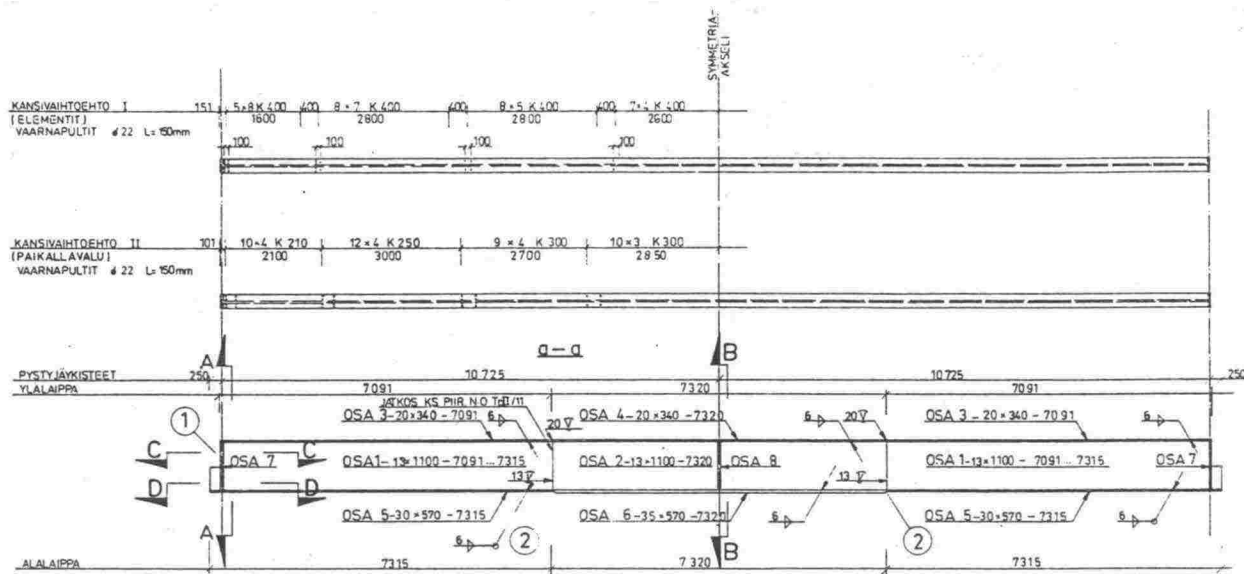 SYMMETRIA-
AKSELI
KANSIVAIHTOEHTO I 151 5×8 K 400 400 8×7 K 400 400 8×5 K 400 400 7×4 K 400
(ELEMENTIT) 1600 2800 2800 2600
VAARNAPULTIT ø 22 L=150mm
100 100 100 100
KANSIVAIHTOEHTO II 101 10×4 K 210 12×4 K 250 9×4 K 300 10×3 K 300
(PAIKALLAVALU) 2100 3000 2700 2850
VAARNAPULTIT ø 22 L=150mm
a-a
A B
PYSTYJÄYKISTEET 250 10 725 10 725 250
YLÄLAIPPA 7091 7320 7091
JATKOS KS PIIR. N:O THII/11
OSA 3-20×340-7091 6 20 V OSA 4-20×340-7320 6 20 V OSA 3-20×340-7091 6
1
C C OSA 7 OSA 1-13×1100-7091...7315 OSA 2-13×1100-7320 OSA 8 OSA 1-13×1100-7091...7315 OSA 7
D D 13 V 13 V
OSA 5-30×570-7315 OSA 6-35×570-7320 6 OSA 5-30×570-7315
A 6 2 B 2 6
ALALAIPPA 7315 7320 7315